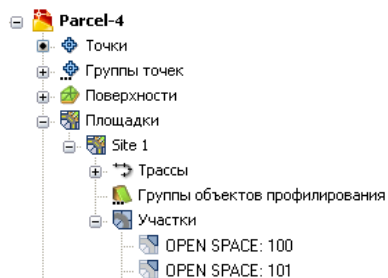 Parcel-4
Точки
Группы точек
Поверхности
Площадки
Site 1
Трассы
Группы объектов профилирования
Участки
OPEN SPACE: 100
OPEN SPACE: 101